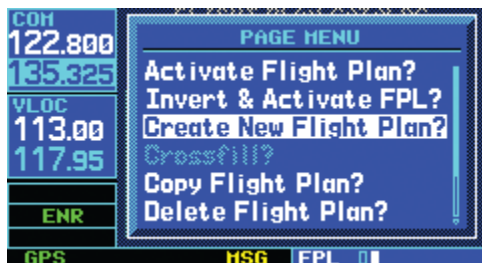 COM
122.800
135.325
VLOC
113.00
117.95
ENR
PAGE MENU
Activate Flight Plan?
Invert & Activate FPL?
Create New Flight Plan?
Crossfill?
Copy Flight Plan?
Delete Flight Plan?
GPS
MSG
FPL